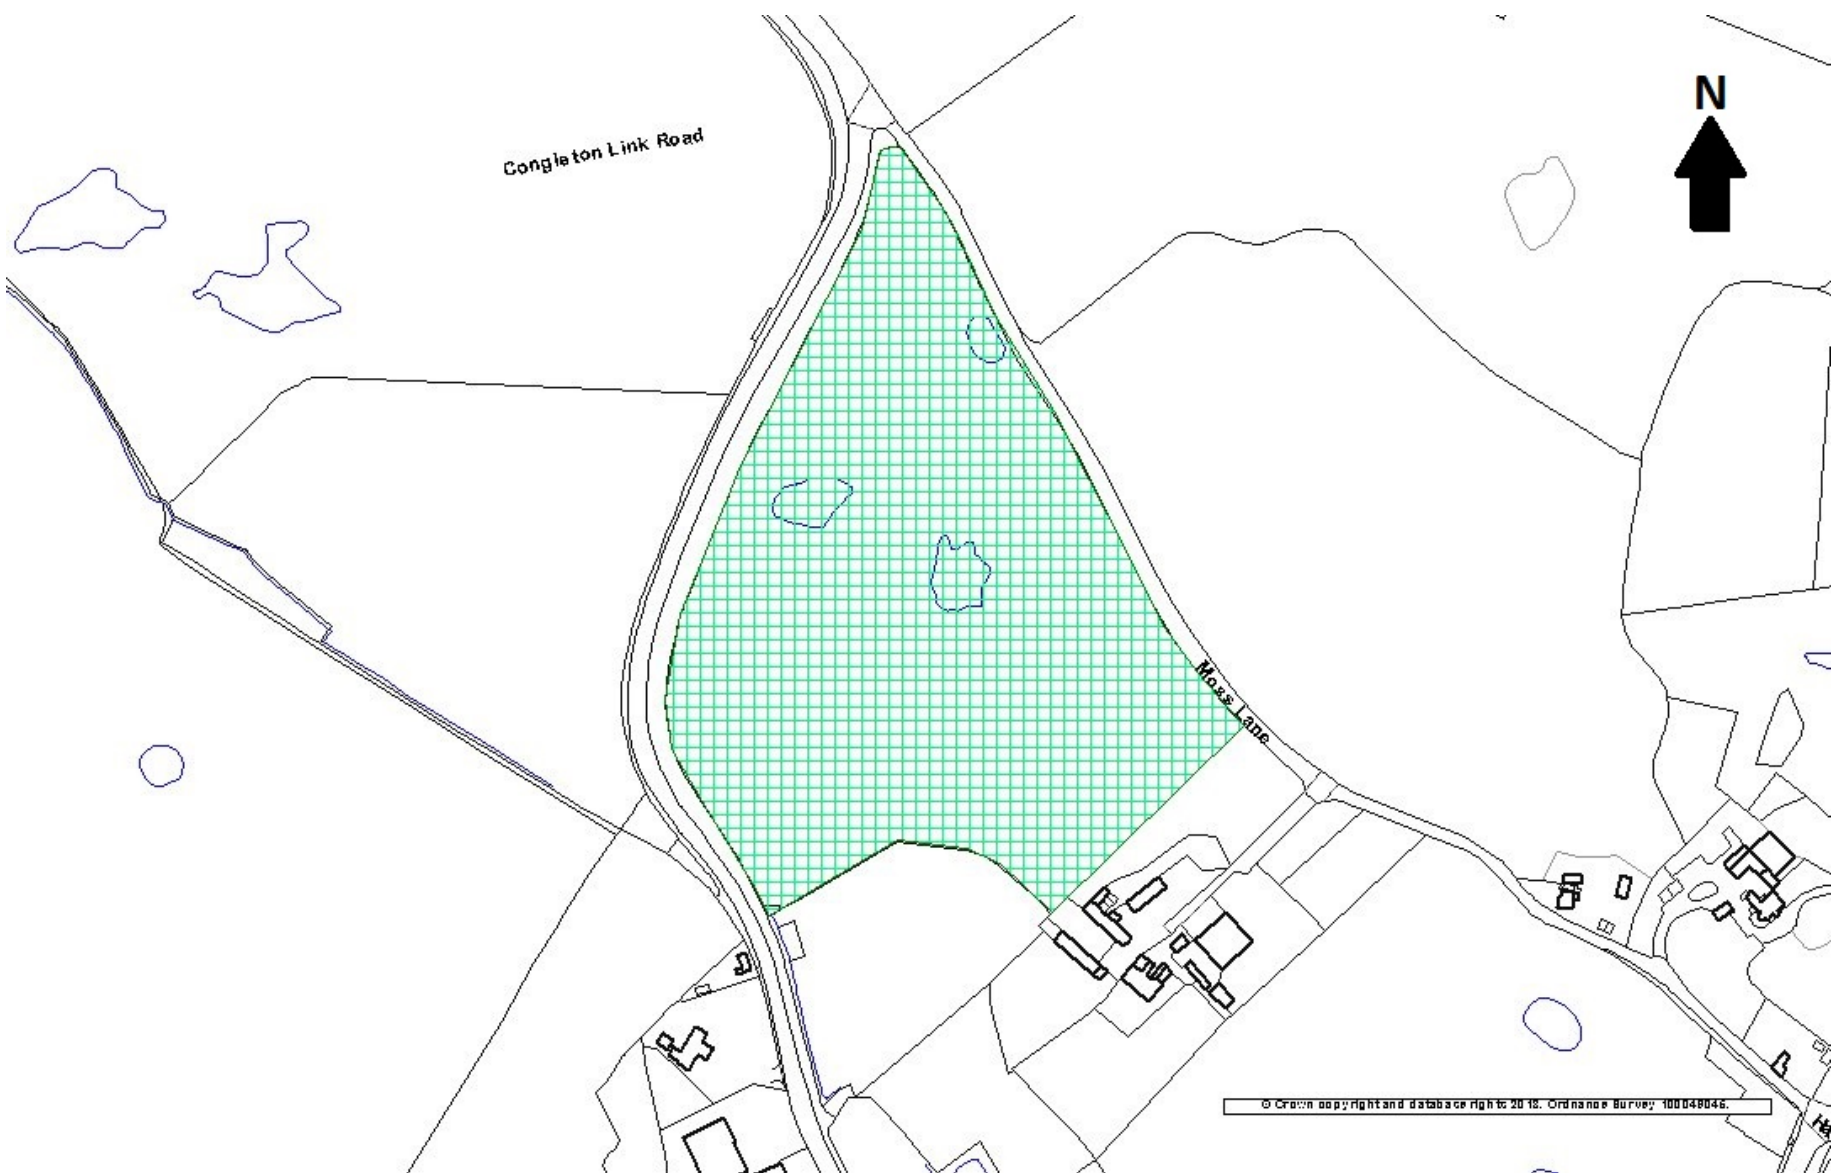 N
Congleton Link Road
Moss Lane
© Crown copyright and database rights 2018. Ordnance Survey 100049046.